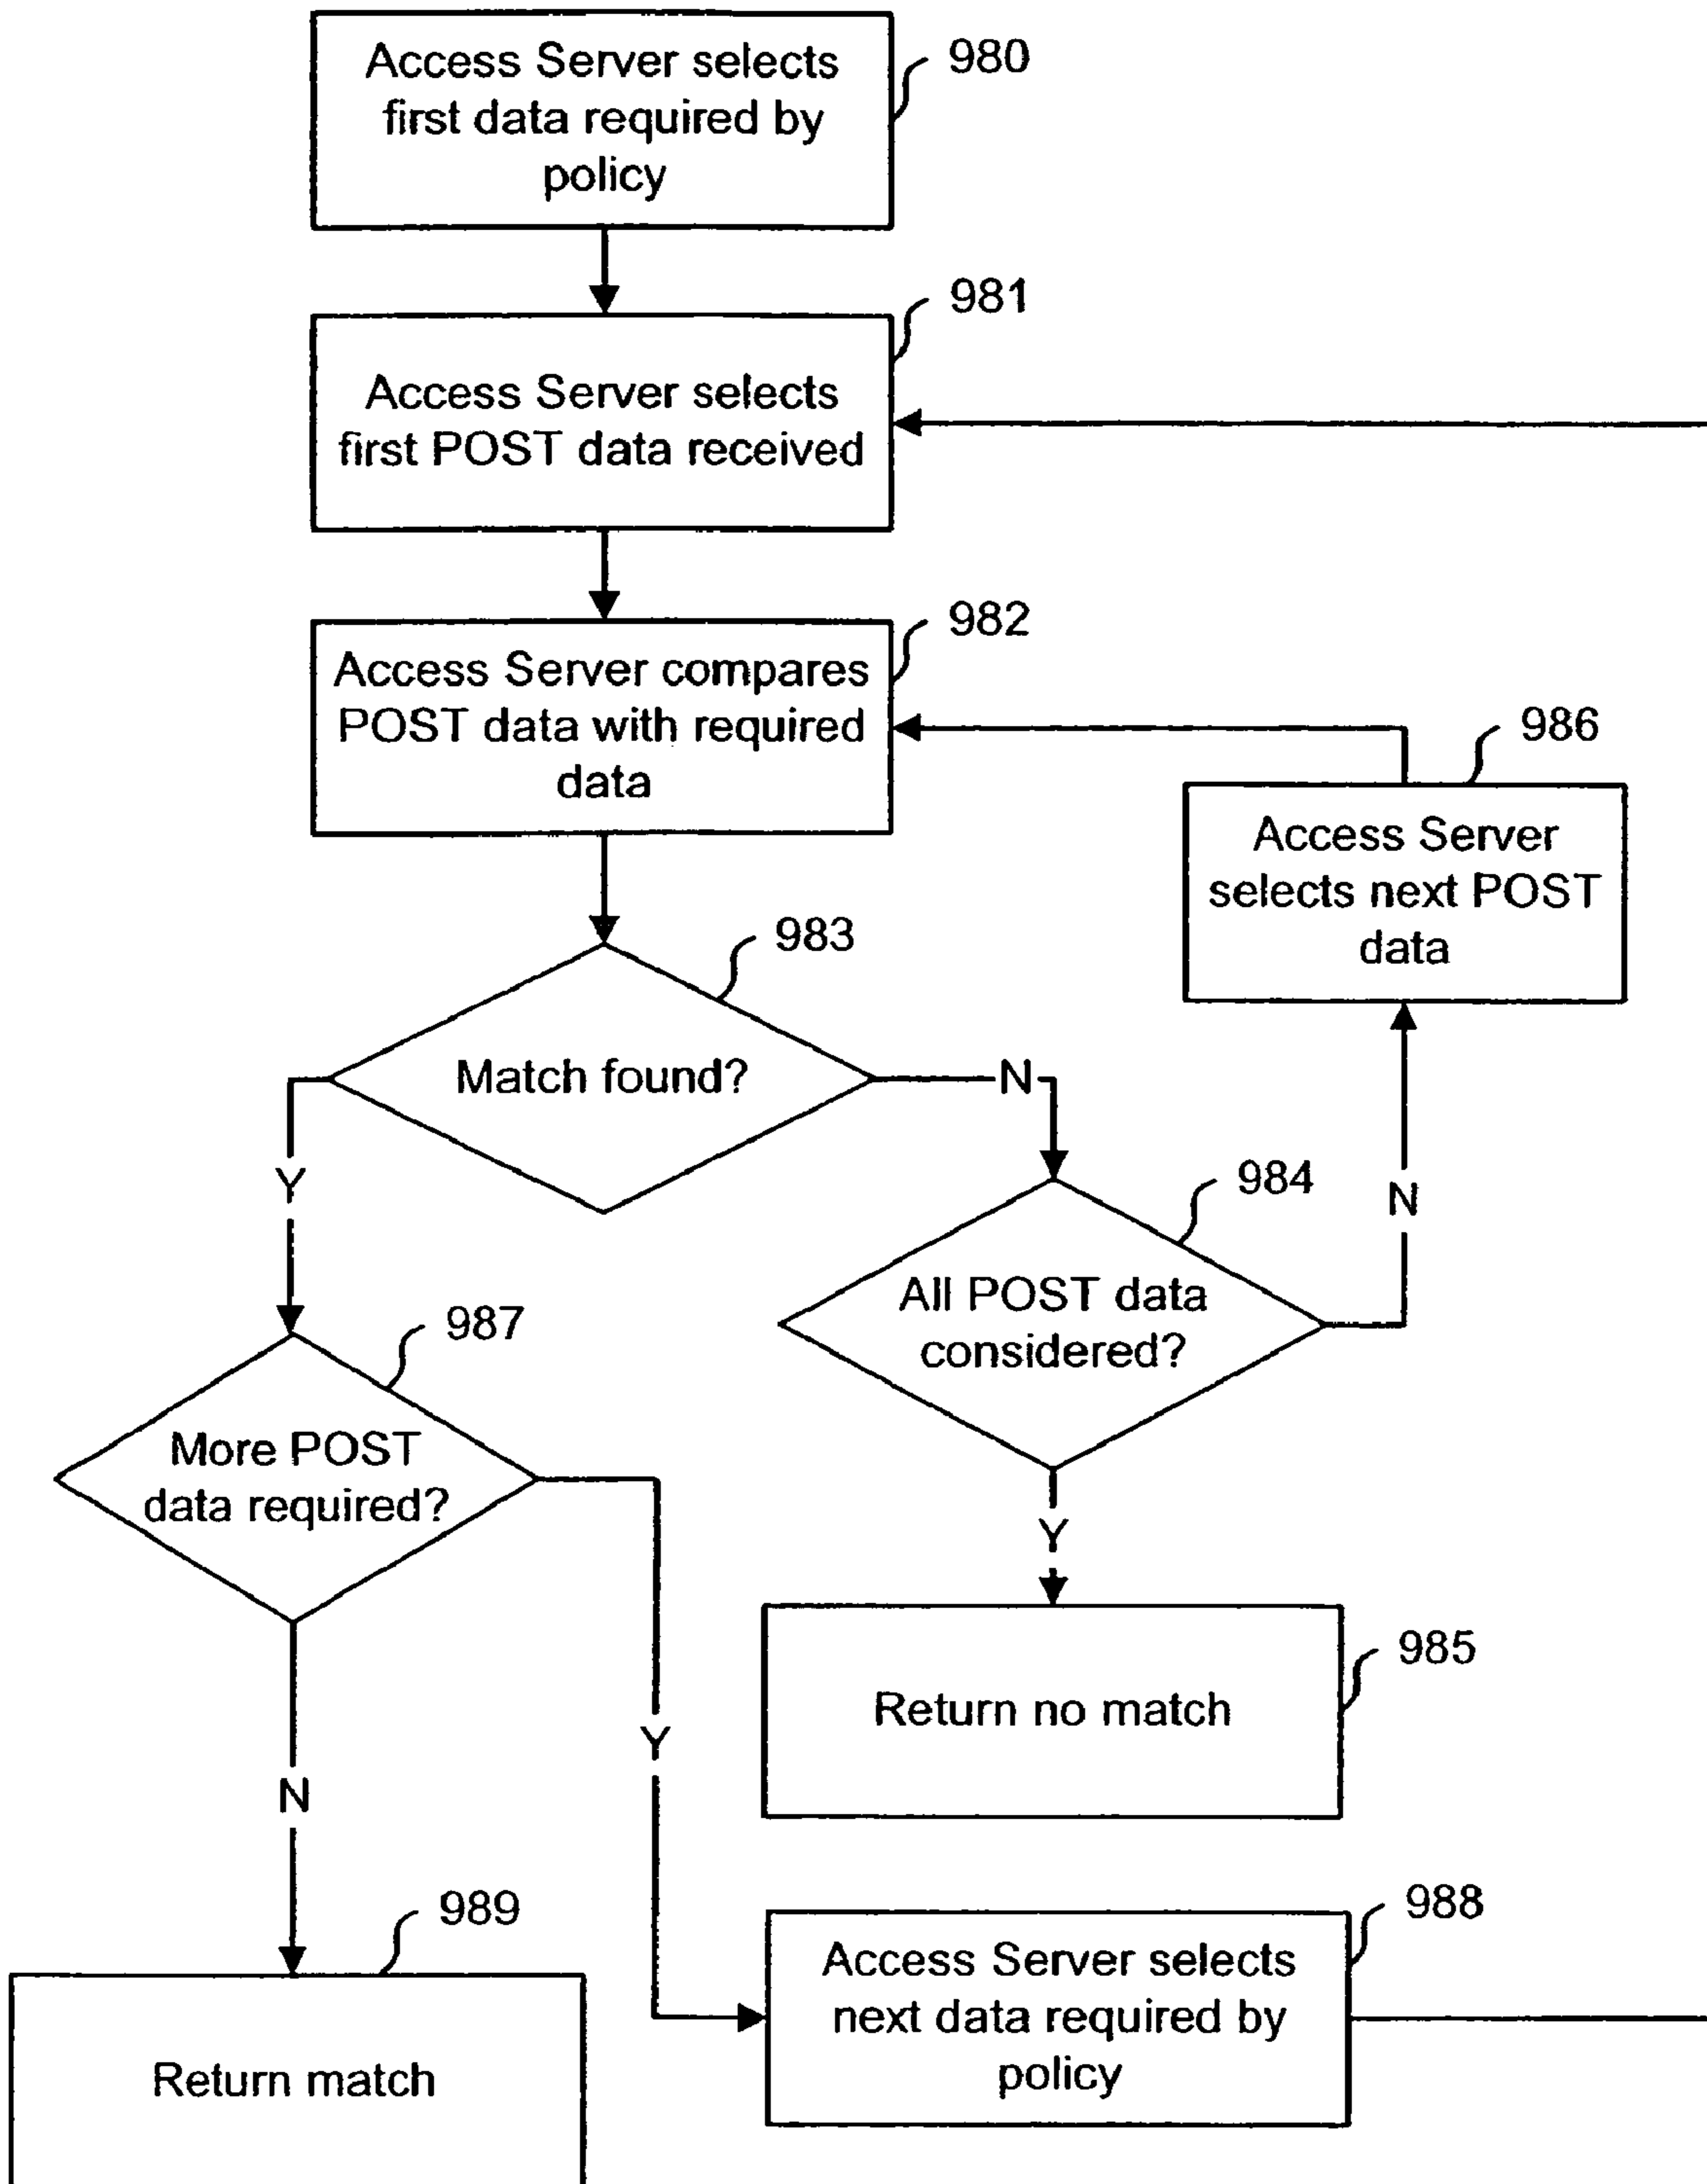 Access Server selects
first data required by
policy
980
Access Server selects
first POST data received
981
Access Server compares
POST data with required
data
982
Access Server
selects next POST
data
986
Match found?
983
Y
N
All POST data
considered?
984
N
Y
More POST
data required?
987
Y
N
Return no match
985
Access Server selects
next data required by
policy
988
Return match
989